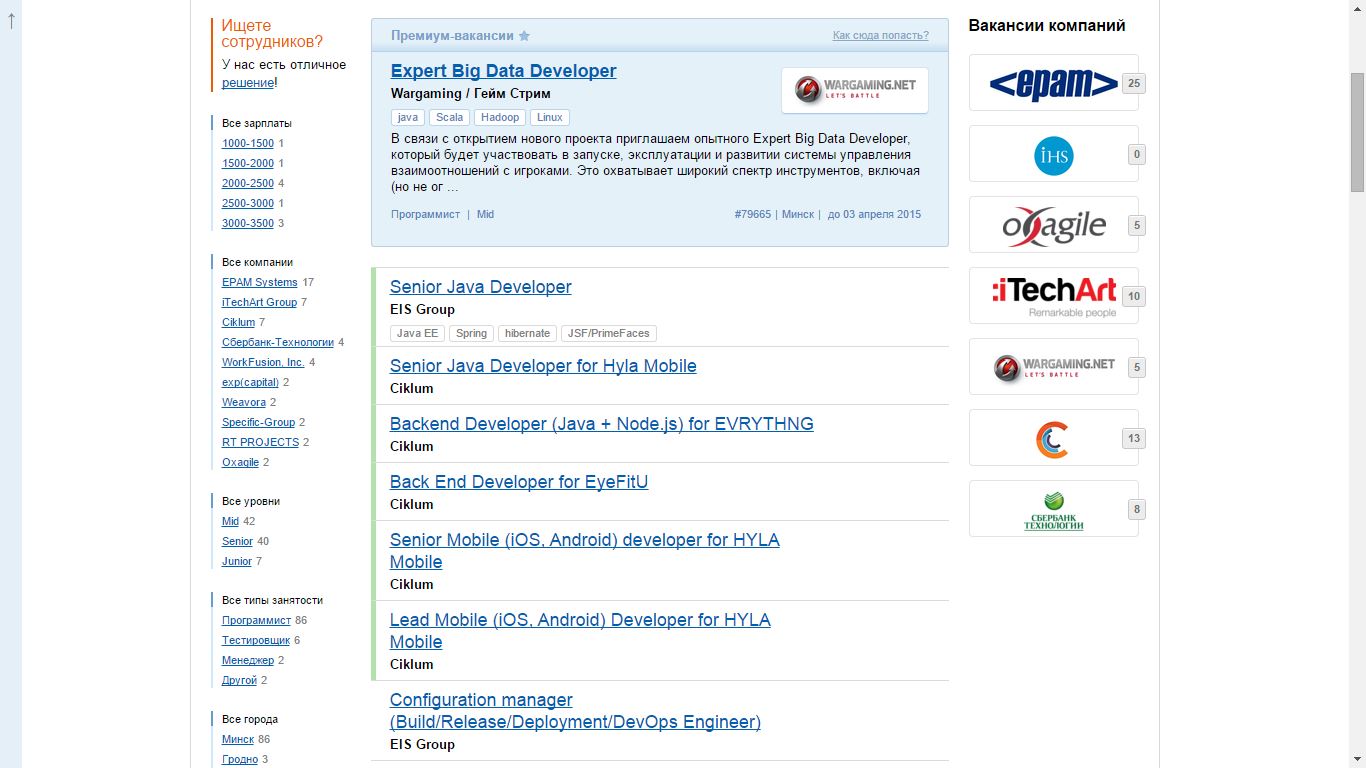 ↑
Ищете
сотрудников?
У нас есть отличное
решение!
Все зарплаты
1000-1500 1
1500-2000 1
2000-2500 4
2500-3000 1
3000-3500 3
Все компании
EPAM Systems 17
iTechArt Group 7
Ciklum 7
Сбербанк-Технологии 4
WorkFusion, Inc. 4
exp(capital) 2
Weavora 2
Specific-Group 2
RT PROJECTS 2
Oxagile 2
Все уровни
Mid 42
Senior 40
Junior 7
Все типы занятости
Программист 86
Тестировщик 6
Менеджер 2
Другой 2
Все города
Минск 86
Гродно 3
Премиум-вакансии
Как сюда попасть?
Expert Big Data Developer
Wargaming / Гейм Стрим
WARGAMING.NET
LET'S BATTLE
java Scala Hadoop Linux
В связи с открытием нового проекта приглашаем опытного Expert Big Data Developer,
который будет участвовать в запуске, эксплуатации и развитии системы управления
взаимоотношений с игроками. Это охватывает широкий спектр инструментов, включая
(но не ог ...
Программист | Mid
#79665 | Минск | до 03 апреля 2015
Senior Java Developer
EIS Group
Java EE Spring hibernate JSF/PrimeFaces
Senior Java Developer for Hyla Mobile
Ciklum
Backend Developer (Java + Node.js) for EVRYTHNG
Ciklum
Back End Developer for EyeFitU
Ciklum
Senior Mobile (iOS, Android) developer for HYLA
Mobile
Ciklum
Lead Mobile (iOS, Android) Developer for HYLA
Mobile
Ciklum
Configuration manager
(Build/Release/Deployment/DevOps Engineer)
EIS Group
Вакансии компаний
<epam> 25
iHS 0
oxagile 5
:iTechArt 10
Remarkable people
WARGAMING.NET 5
LET'S BATTLE
13
СБЕРБАНК 8
ТЕХНОЛОГИИ